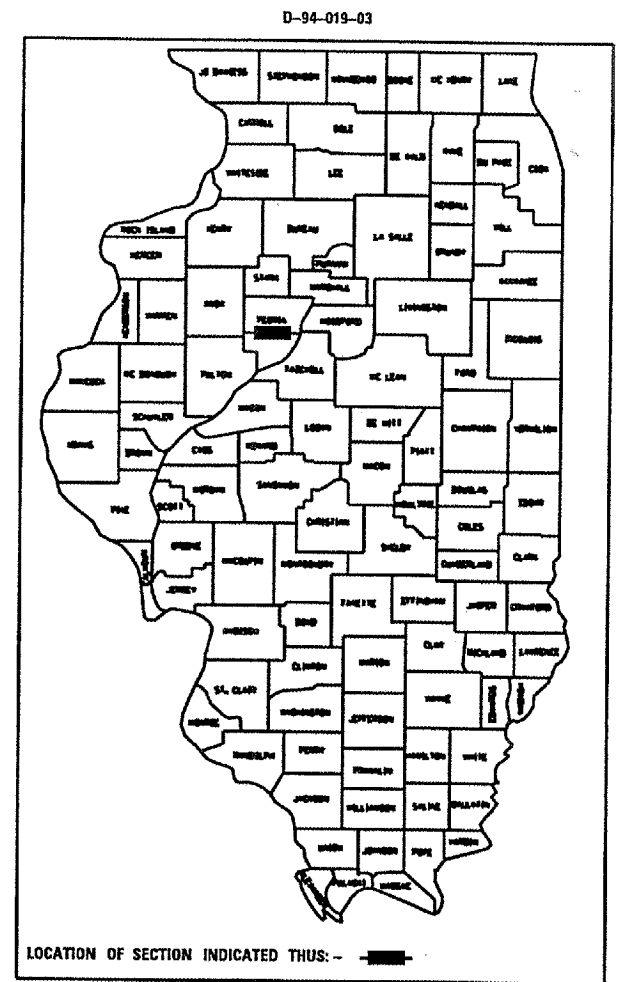 D-94-019-03
JO DAVIESS STEPHENSON WINNEBAGO BOONE MC HENRY LAKE
CARROLL OGLE DE KALB KANE DU PAGE COOK
WHITESIDE LEE KENDALL WILL
ROCK ISLAND HENRY BUREAU LA SALLE GRUNDY
MERCER STARK PUTNAM KANKAKEE
HENDERSON WARREN KNOX MARSHALL LIVINGSTON
PEORIA WOODFORD IROQUOIS
HANCOCK MC DONOUGH FULTON TAZEWELL MC LEAN FORD
SCHUYLER MASON LOGAN DE WITT CHAMPAIGN VERMILION
ADAMS BROWN CASS MENARD MACON PIATT
PIKE SCOTT MORGAN SANGAMON MOULTRIE DOUGLAS EDGAR
CHRISTIAN COLES
CALHOUN GREENE MACOUPIN MONTGOMERY SHELBY CUMBERLAND CLARK
JERSEY FAYETTE EFFINGHAM JASPER CRAWFORD
MADISON BOND CLAY RICHLAND LAWRENCE
CLINTON MARION
ST. CLAIR WAYNE EDWARDS WABASH
MONROE WASHINGTON JEFFERSON
RANDOLPH PERRY HAMILTON WHITE
FRANKLIN
JACKSON WILLIAMSON SALINE GALLATIN
UNION JOHNSON POPE HARDIN
ALEXANDER PULASKI MASSAC
LOCATION OF SECTION INDICATED THUS:-